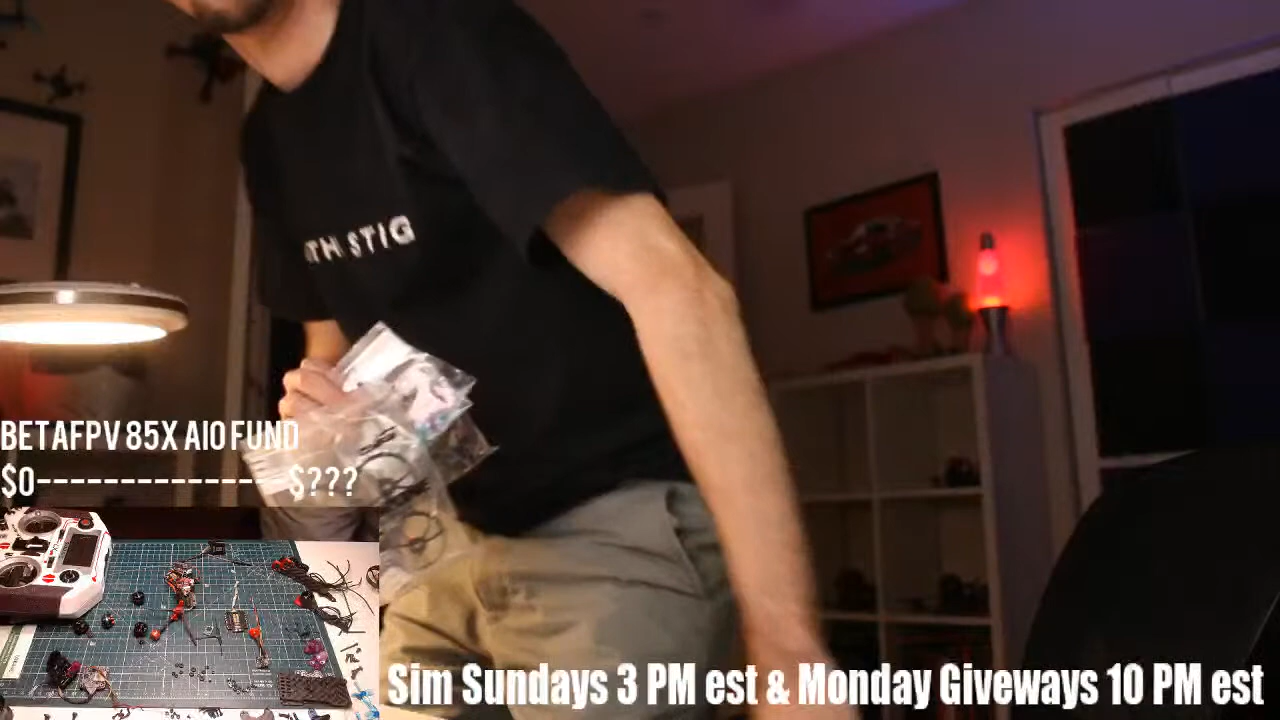 TH STIG
BETAFPV 85X AIO FUND
$0---------------$???
Sim Sundays 3 PM est & Monday Giveways 10 PM est